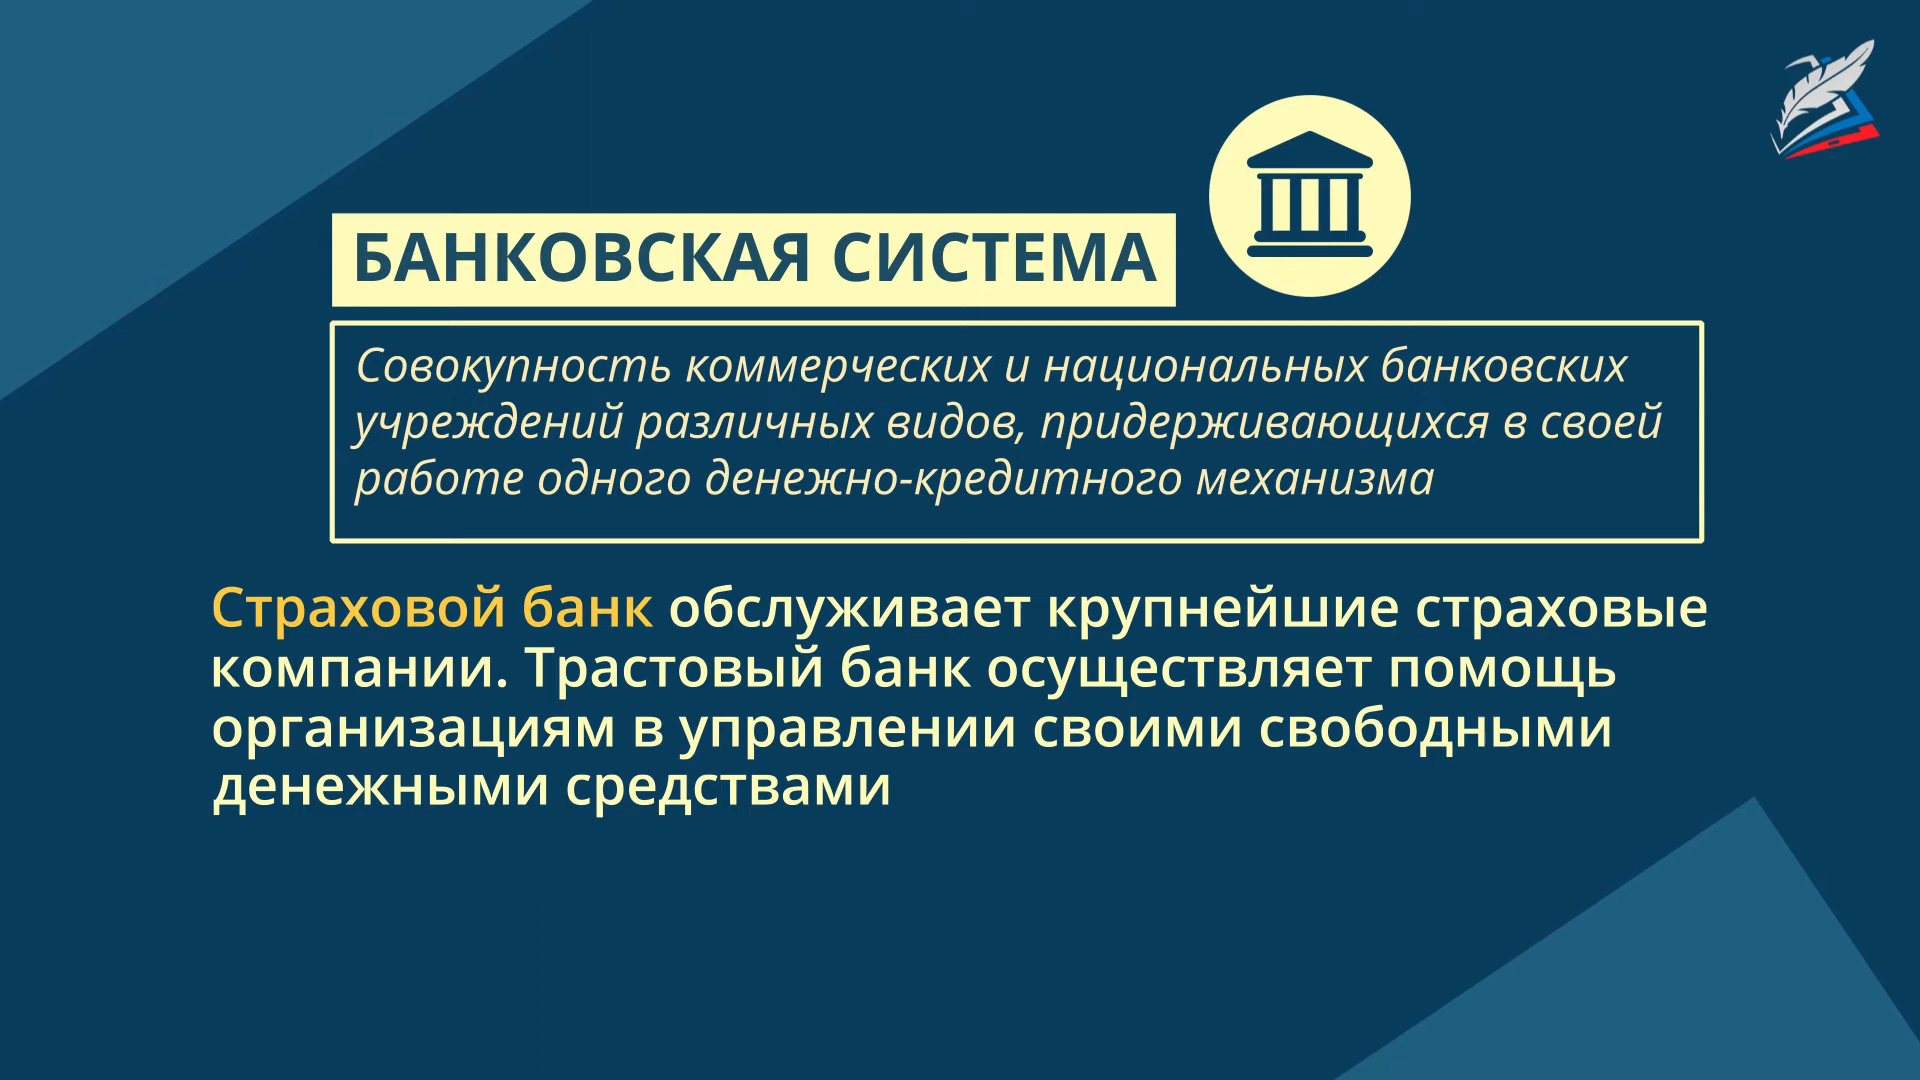 БАНКОВСКАЯ СИСТЕМА
Совокупность коммерческих и национальных банковских
учреждений различных видов, придерживающихся в своей
работе одного денежно-кредитного механизма
Страховой банк обслуживает крупнейшие страховые
компании. Трастовый банк осуществляет помощь
организациям в управлении своими свободными
денежными средствами